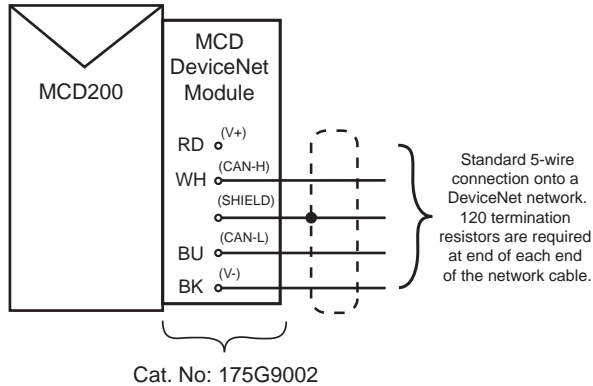 MCD200
MCD
DeviceNet
Module
RD (V+)
WH (CAN-H)
(SHIELD)
BU (CAN-L)
BK (V-)
Standard 5-wire
connection onto a
DeviceNet network.
120 termination
resistors are required
at end of each end
of the network cable.
Cat. No: 175G9002